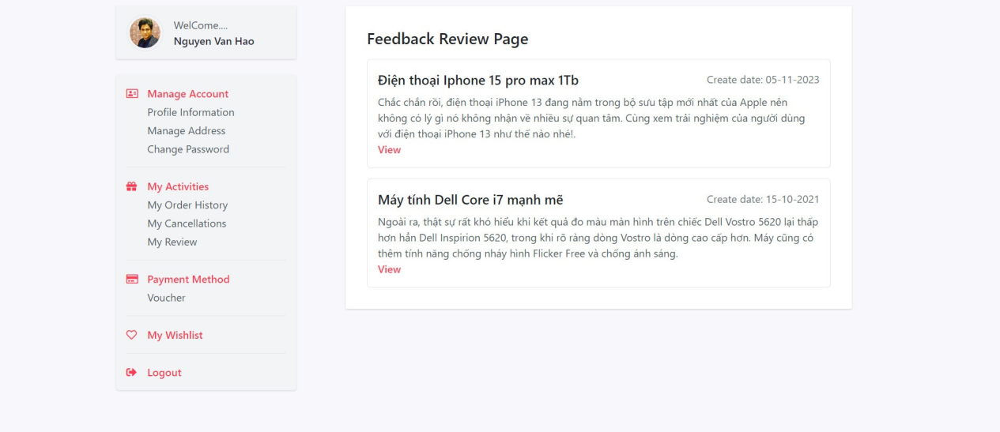 WelCome....
Nguyen Van Hao
Manage Account
Profile Information
Manage Address
Change Password
My Activities
My Order History
My Cancellations
My Review
Payment Method
Voucher
My Wishlist
Logout
Feedback Review Page
Điện thoại Iphone 15 pro max 1Tb
Create date: 05-11-2023
Chắc chắn rồi, điện thoại iPhone 13 đang nằm trong bộ sưu tập mới nhất của Apple nên
không có lý gì nó không nhận về nhiều sự quan tâm. Cùng xem trải nghiệm của người dùng
với điện thoại iPhone 13 như thế nào nhé!.
View
Máy tính Dell Core i7 mạnh mẽ
Create date: 15-10-2021
Ngoài ra, thật sự rất khó hiểu khi kết quả đo màu màn hình trên chiếc Dell Vostro 5620 lại thấp
hơn hẳn Dell Inspirion 5620, trong khi rõ ràng dòng Vostro là dòng cao cấp hơn. Máy cũng có
thêm tính năng chống nháy hình Flicker Free và chống ánh sáng.
View